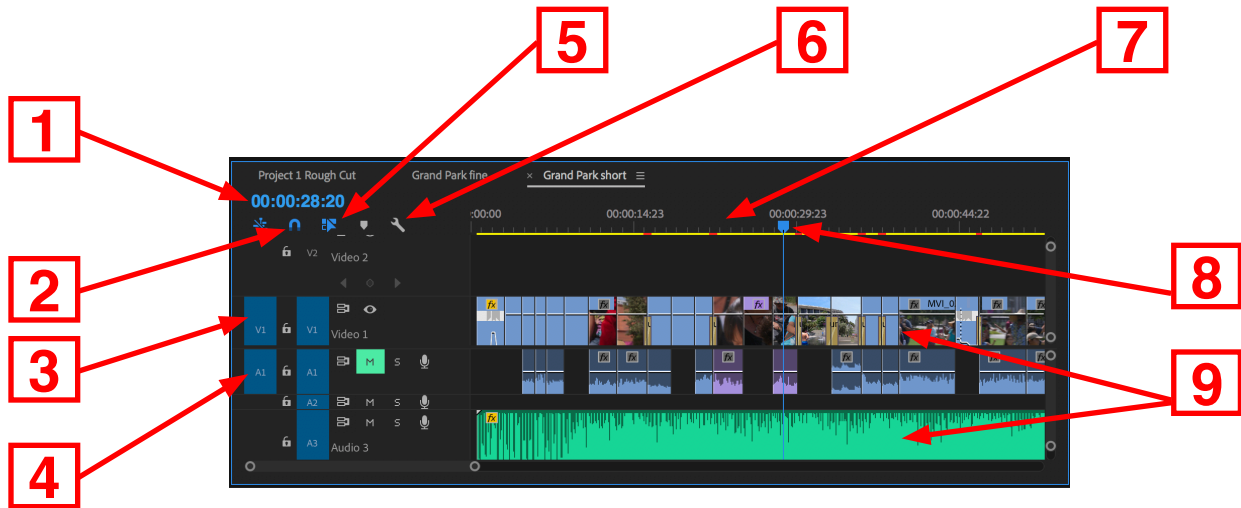 5
6
7
1
Project 1 Rough Cut
Grand Park fine
× Grand Park short
00:00:28:20
:00:00
00:00:14:23
00:00:29:23
00:00:44:22
8
2
V2
Video 2
fx
fx
fx
fx
MVI_0
fx
fx
V1
V1
Video 1
3
A1
A1
M
S
fx
fx
fx
fx
fx
fx
fx
9
A2
M
S
A3
M
S
Audio 3
fx
4